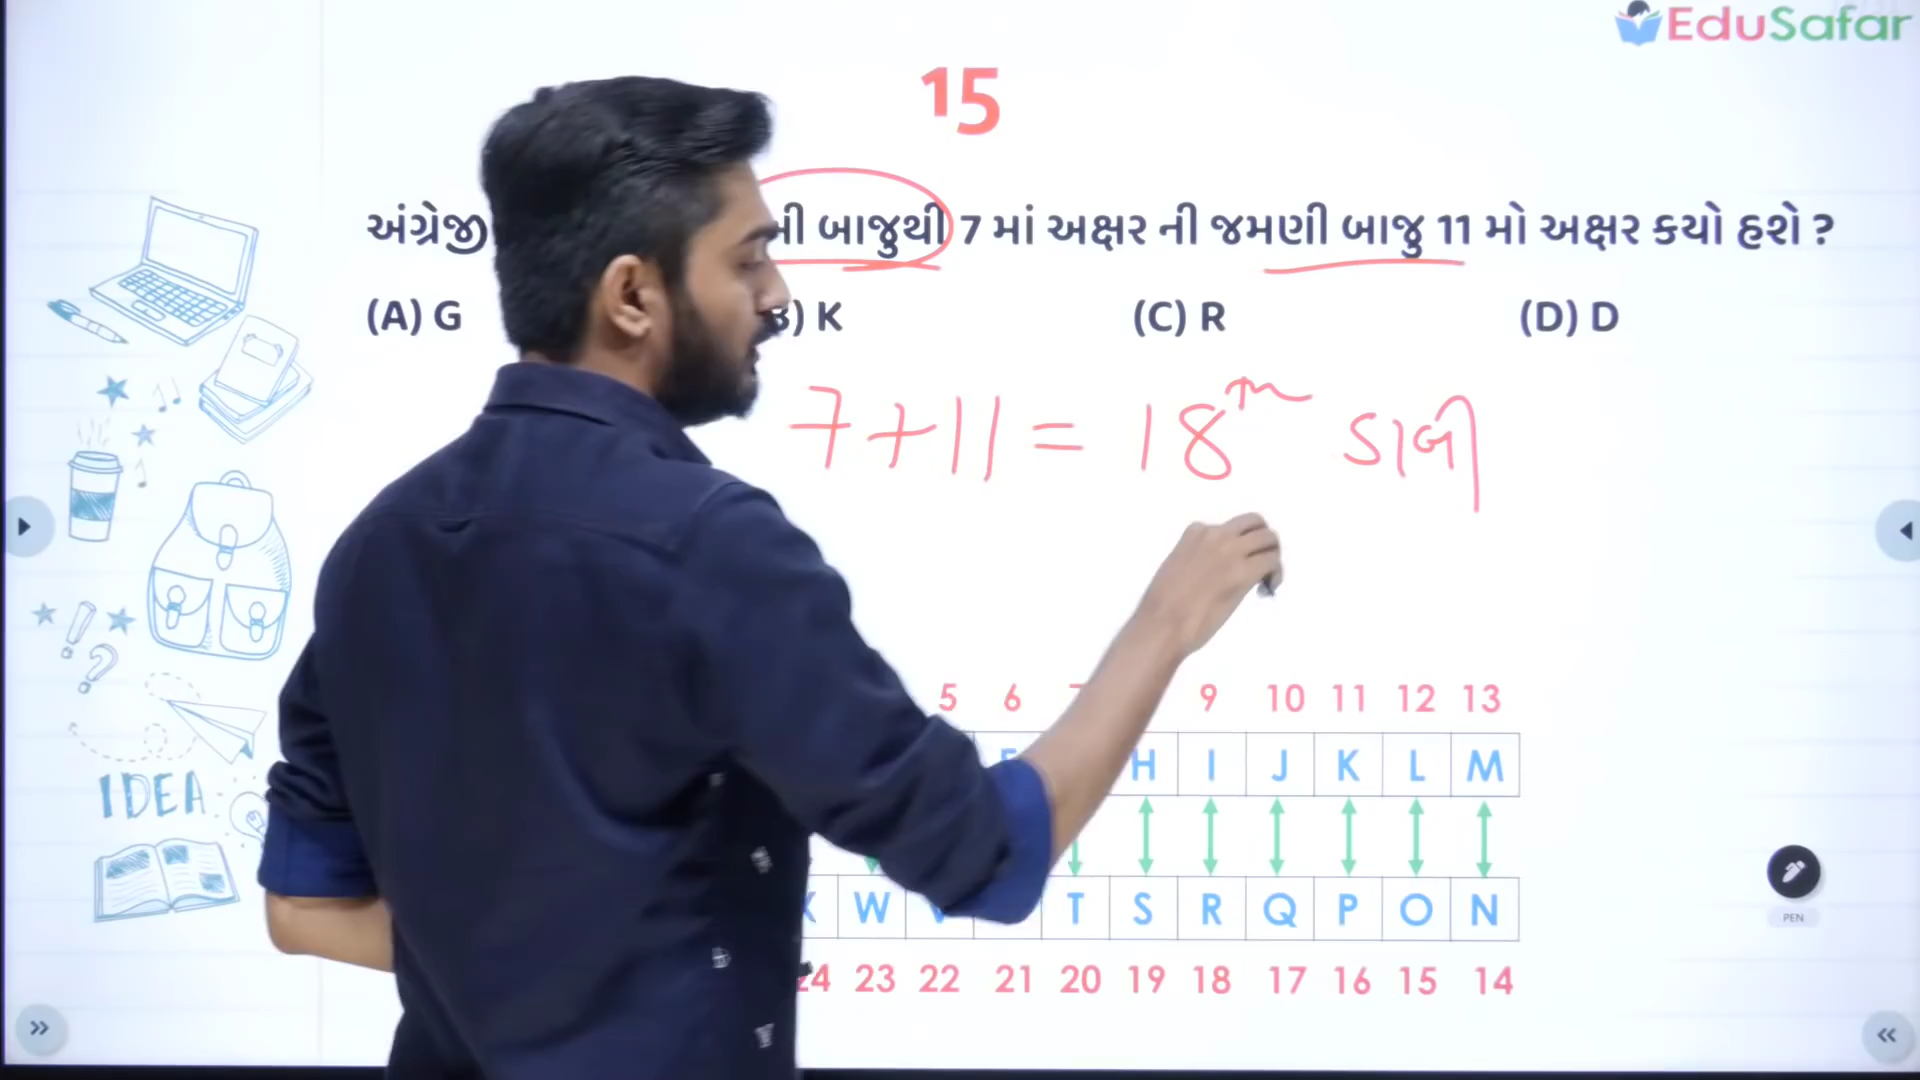 EduSafar
15
અંગ્રેજી બાજુથી 7 માં અક્ષર ની જમણી બાજુ 11 મો અક્ષર કયો હશે ?
(A) G K (C) R (D) D
7+11 = 18th ડાબી
5 6 9 10 11 12 13
H I J K L M
IDEA
W T S R Q P O N
23 22 21 20 19 18 17 16 15 14
PEN